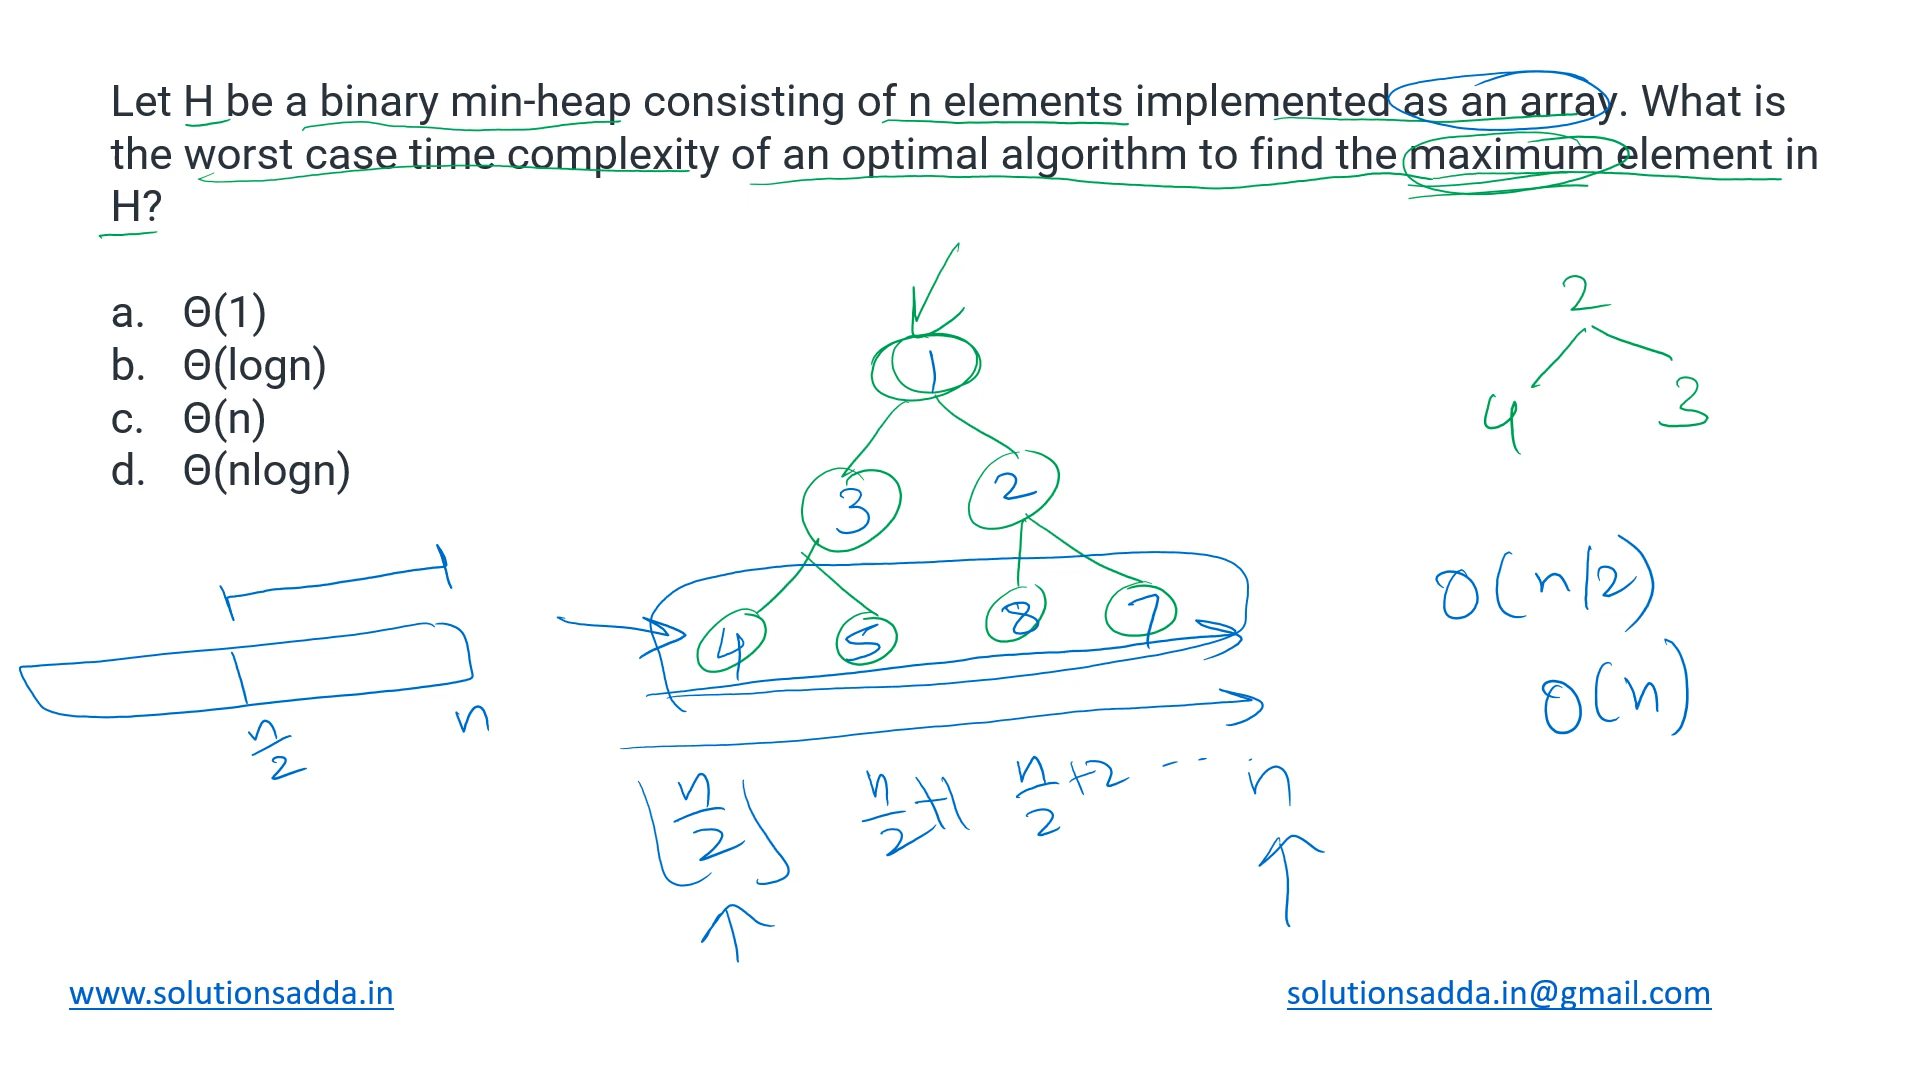 Let H be a binary min-heap consisting of n elements implemented as an array. What is
the worst case time complexity of an optimal algorithm to find the maximum element in
H?
a. Θ(1)
b. Θ(logn)
c. Θ(n)
d. Θ(nlogn)
1
3 2
4 5 8 7
2
4 3
O(n/2)
O(n)
n/2 n
⌊n/2⌋ n/2+1 n/2+2 -- n
www.solutionsadda.in
solutionsadda.in@gmail.com